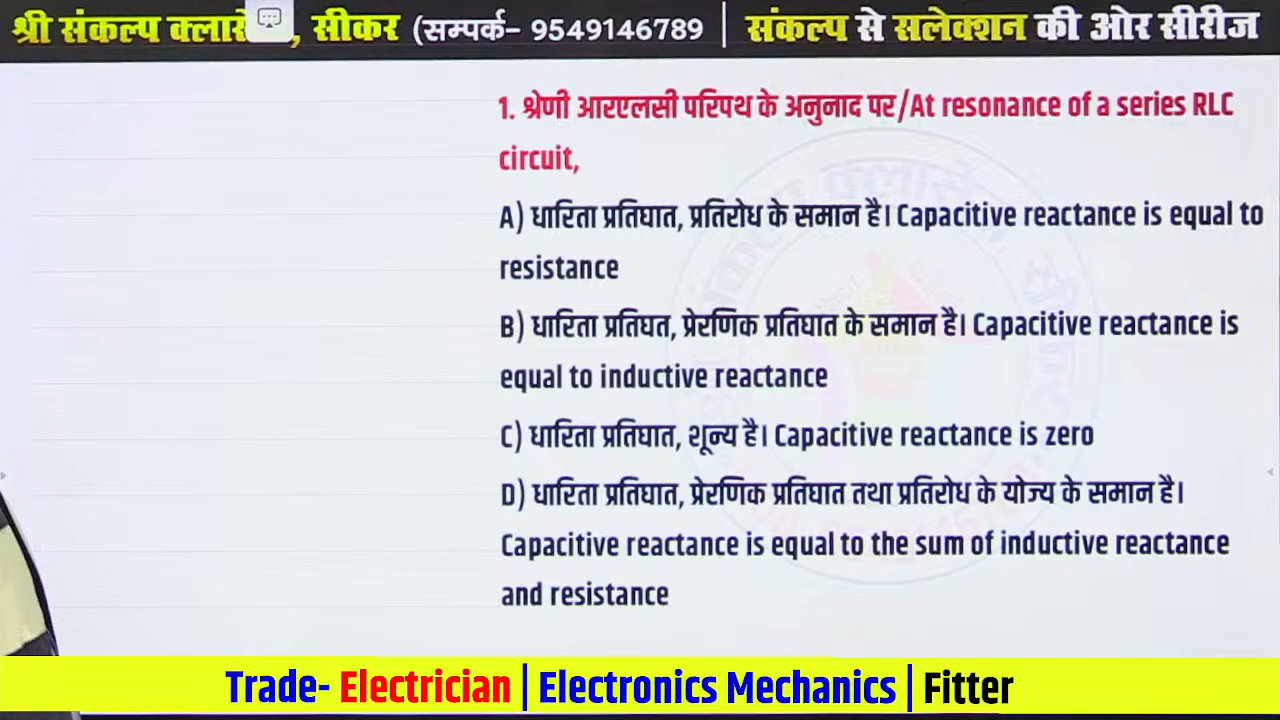 श्री संकल्प क्लासे, सीकर (सम्पर्क– 9549146789 | संकल्प से सलेक्शन की ओर सीरीज
1. श्रेणी आरएलसी परिपथ के अनुनाद पर/At resonance of a series RLC
circuit,
A) धारिता प्रतिघात, प्रतिरोध के समान है। Capacitive reactance is equal to
resistance
B) धारिता प्रतिघत, प्रेरणिक प्रतिघात के समान है। Capacitive reactance is
equal to inductive reactance
C) धारिता प्रतिघात, शून्य है। Capacitive reactance is zero
D) धारिता प्रतिघात, प्रेरणिक प्रतिघात तथा प्रतिरोध के योज्य के समान है।
Capacitive reactance is equal to the sum of inductive reactance
and resistance
Trade- Electrician | Electronics Mechanics | Fitter